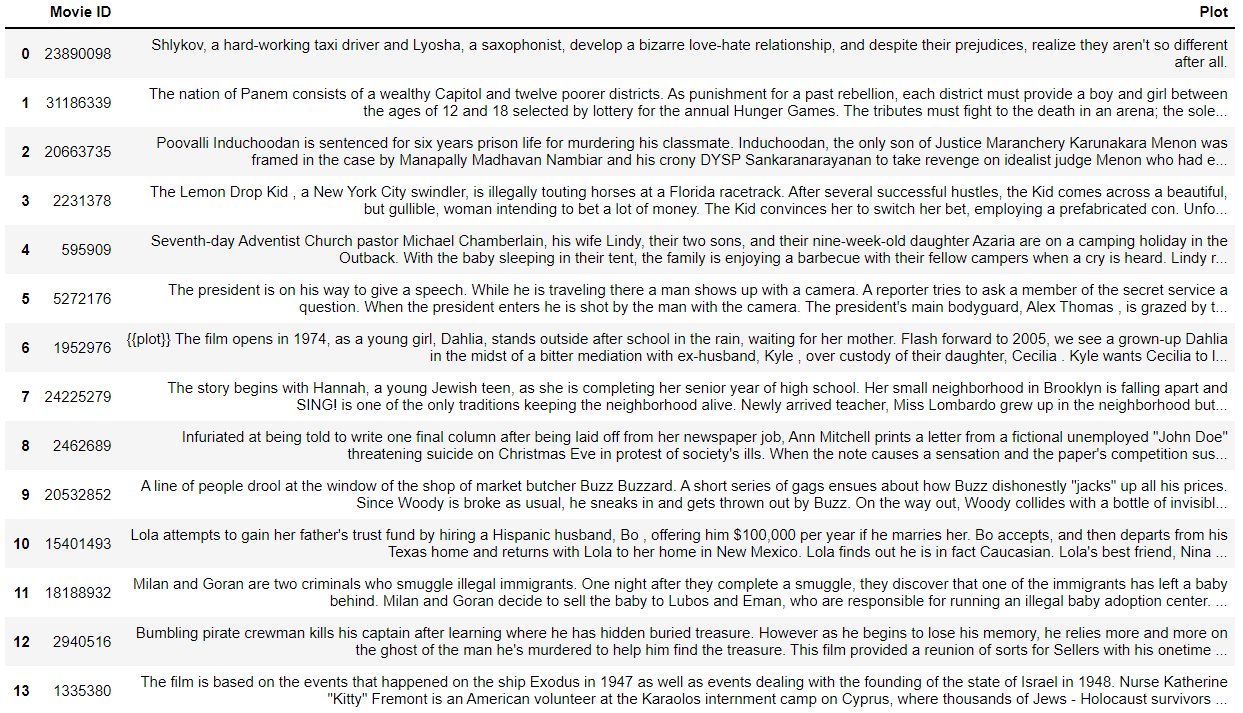 Movie ID Plot
0 23890098 Shlykov, a hard-working taxi driver and Lyosha, a saxophonist, develop a bizarre love-hate relationship, and despite their prejudices, realize they aren't so different
after all.
1 31186339 The nation of Panem consists of a wealthy Capitol and twelve poorer districts. As punishment for a past rebellion, each district must provide a boy and girl between
the ages of 12 and 18 selected by lottery for the annual Hunger Games. The tributes must fight to the death in an arena; the sole...
2 20663735 Poovalli Induchoodan is sentenced for six years prison life for murdering his classmate. Induchoodan, the only son of Justice Maranchery Karunakara Menon was
framed in the case by Manapally Madhavan Nambiar and his crony DYSP Sankaranarayanan to take revenge on idealist judge Menon who had e...
3 2231378 The Lemon Drop Kid , a New York City swindler, is illegally touting horses at a Florida racetrack. After several successful hustles, the Kid comes across a beautiful,
but gullible, woman intending to bet a lot of money. The Kid convinces her to switch her bet, employing a prefabricated con. Unfo...
4 595909 Seventh-day Adventist Church pastor Michael Chamberlain, his wife Lindy, their two sons, and their nine-week-old daughter Azaria are on a camping holiday in the
Outback. With the baby sleeping in their tent, the family is enjoying a barbecue with their fellow campers when a cry is heard. Lindy r...
5 5272176 The president is on his way to give a speech. While he is traveling there a man shows up with a camera. A reporter tries to ask a member of the secret service a
question. When the president enters he is shot by the man with the camera. The president's main bodyguard, Alex Thomas , is grazed by t...
6 1952976 {{plot}} The film opens in 1974, as a young girl, Dahlia, stands outside after school in the rain, waiting for her mother. Flash forward to 2005, we see a grown-up Dahlia
in the midst of a bitter mediation with ex-husband, Kyle , over custody of their daughter, Cecilia . Kyle wants Cecilia to l...
7 24225279 The story begins with Hannah, a young Jewish teen, as she is completing her senior year of high school. Her small neighborhood in Brooklyn is falling apart and
SING! is one of the only traditions keeping the neighborhood alive. Newly arrived teacher, Miss Lombardo grew up in the neighborhood but...
8 2462689 Infuriated at being told to write one final column after being laid off from her newspaper job, Ann Mitchell prints a letter from a fictional unemployed "John Doe"
threatening suicide on Christmas Eve in protest of society's ills. When the note causes a sensation and the paper's competition sus...
9 20532852 A line of people drool at the window of the shop of market butcher Buzz Buzzard. A short series of gags ensues about how Buzz dishonestly "jacks" up all his prices.
Since Woody is broke as usual, he sneaks in and gets thrown out by Buzz. On the way out, Woody collides with a bottle of invisibl...
10 15401493 Lola attempts to gain her father's trust fund by hiring a Hispanic husband, Bo , offering him $100,000 per year if he marries her. Bo accepts, and then departs from his
Texas home and returns with Lola to her home in New Mexico. Lola finds out he is in fact Caucasian. Lola's best friend, Nina ...
11 18188932 Milan and Goran are two criminals who smuggle illegal immigrants. One night after they complete a smuggle, they discover that one of the immigrants has left a baby
behind. Milan and Goran decide to sell the baby to Lubos and Eman, who are responsible for running an illegal baby adoption center. ...
12 2940516 Bumbling pirate crewman kills his captain after learning where he has hidden buried treasure. However as he begins to lose his memory, he relies more and more on
the ghost of the man he's murdered to help him find the treasure. This film provided a reunion of sorts for Sellers with his onetime ...
13 1335380 The film is based on the events that happened on the ship Exodus in 1947 as well as events dealing with the founding of the state of Israel in 1948. Nurse Katherine
"Kitty" Fremont is an American volunteer at the Karaolos internment camp on Cyprus, where thousands of Jews - Holocaust survivors ...